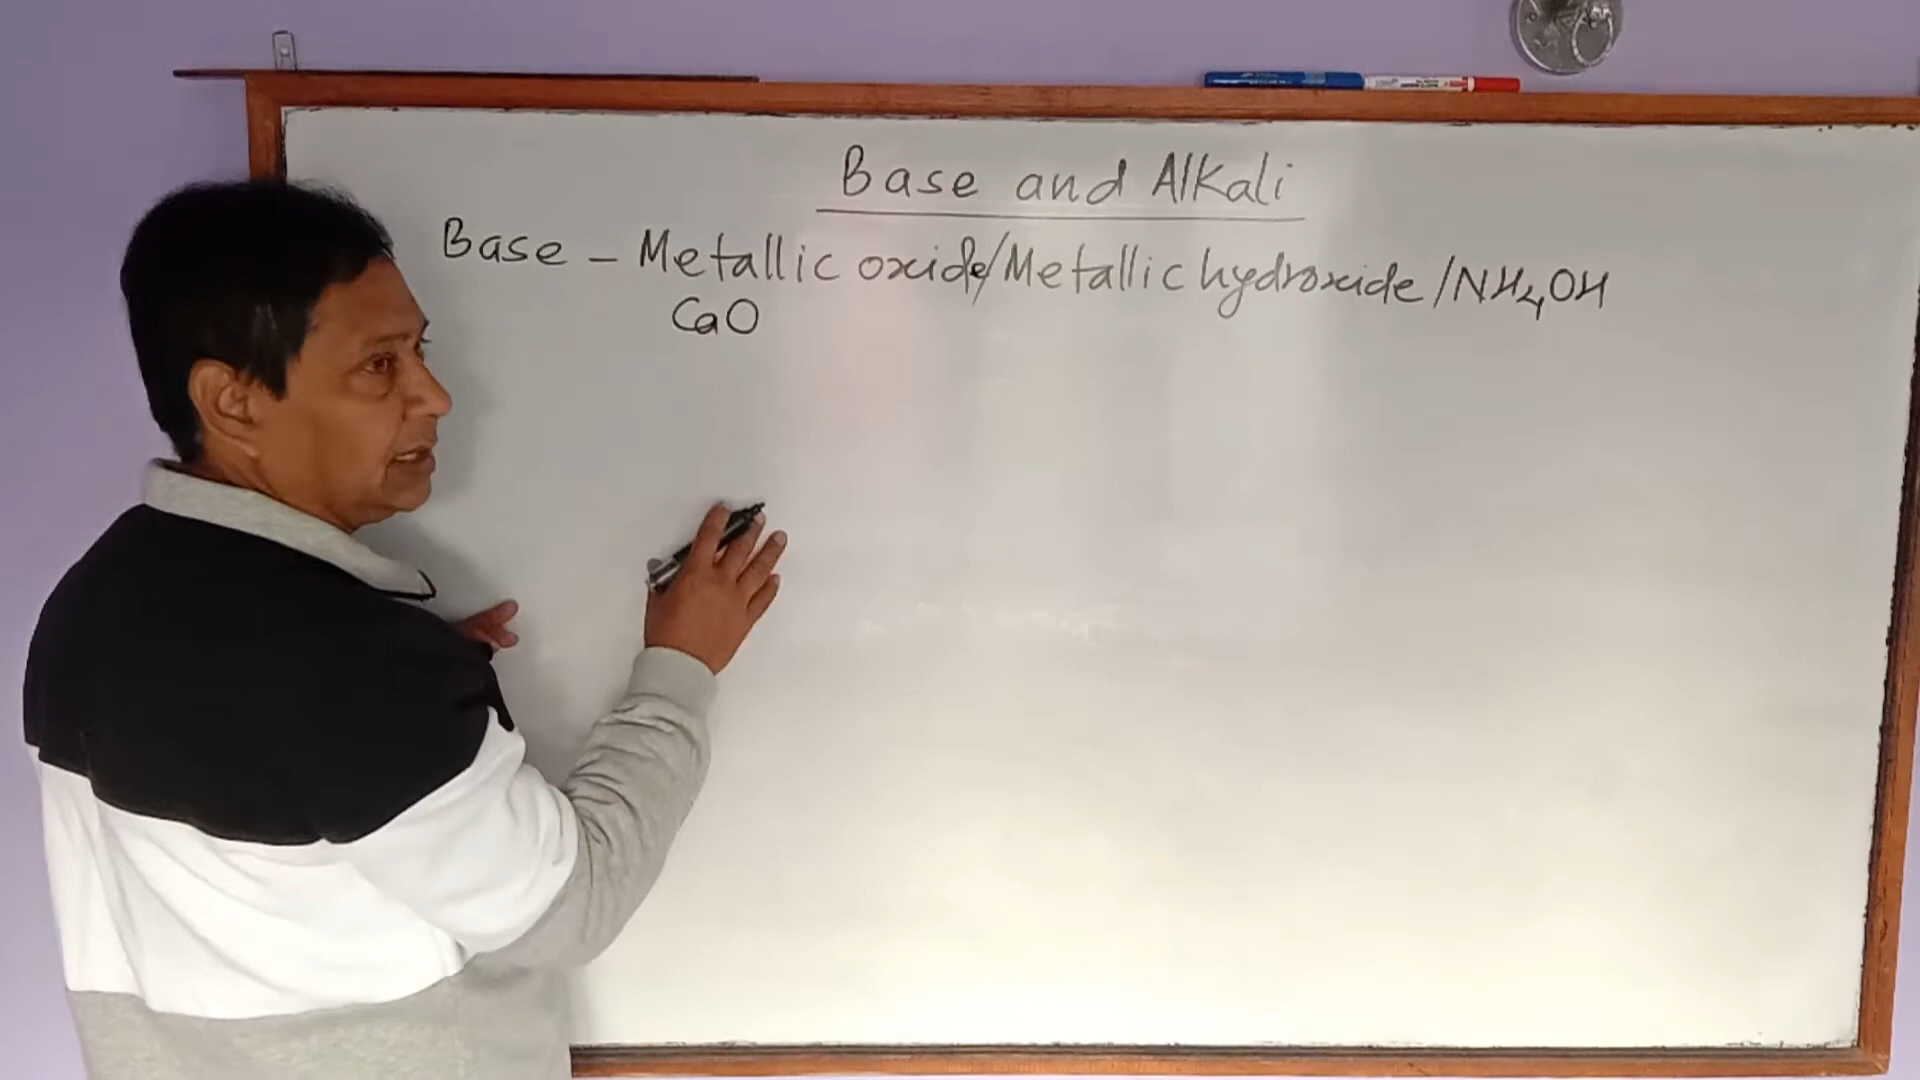 Base and Alkali
Base – Metallic oxide/Metallic hydroxide/NH₄OH
CaO